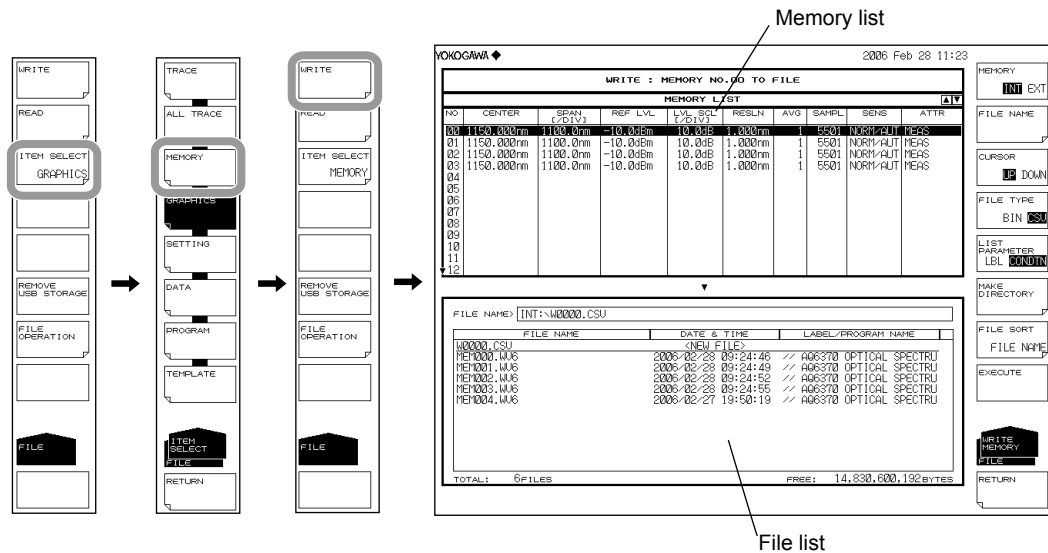 Memory list
WRITE
READ
ITEM SELECT
GRAPHICS
REMOVE
USB STORAGE
FILE
OPERATION
FILE
TRACE
ALL TRACE
MEMORY
GRAPHICS
SETTING
DATA
PROGRAM
TEMPLATE
ITEM
SELECT
FILE
RETURN
WRITE
READ
ITEM SELECT
MEMORY
REMOVE
USB STORAGE
FILE
OPERATION
FILE
YOKOGAWA ◆ 2006 Feb 28 11:23
WRITE : MEMORY NO.00 TO FILE
MEMORY LIST
NO CENTER SPAN [/DIV] REF LVL LVL SCL [/DIV] RESLN AVG SAMPL SENS ATTR
00 1150.000nm 1100.0nm -10.0dBm 10.0dB 1.000nm 1 5501 NORM/AUT MEAS
01 1150.000nm 1100.0nm -10.0dBm 10.0dB 1.000nm 1 5501 NORM/AUT MEAS
02 1150.000nm 1100.0nm -10.0dBm 10.0dB 1.000nm 1 5501 NORM/AUT MEAS
03 1150.000nm 1100.0nm -10.0dBm 10.0dB 1.000nm 1 5501 NORM/AUT MEAS
04
05
06
07
08
09
10
11
12
FILE NAME> INT:\W0000.CSV
FILE NAME DATE & TIME LABEL/PROGRAM NAME
W0000.CSV <NEW FILE>
MEM000.WV6 2006/02/28 09:24:46 // AQ6370 OPTICAL SPECTRU
MEM001.WV6 2006/02/28 09:24:49 // AQ6370 OPTICAL SPECTRU
MEM002.WV6 2006/02/28 09:24:52 // AQ6370 OPTICAL SPECTRU
MEM003.WV6 2006/02/28 09:24:55 // AQ6370 OPTICAL SPECTRU
MEM004.WV6 2006/02/27 19:50:19 // AQ6370 OPTICAL SPECTRU
TOTAL: 6FILES FREE: 14,830,600,192BYTES
MEMORY
INT EXT
FILE NAME
CURSOR
UP DOWN
FILE TYPE
BIN CSV
LIST
PARAMETER
LBL CONDTN
MAKE
DIRECTORY
FILE SORT
FILE NAME
EXECUTE
WRITE
MEMORY
FILE
RETURN
File list